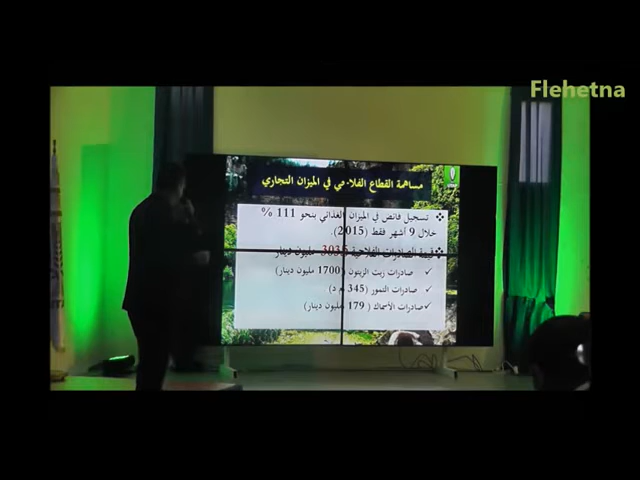 Flehetna
مساهمة القطاع الفلاحي في الميزان التجاري
تسجيل فائض في الميزان الغذائي بنحو 111 %
خلال 9 أشهر فقط (2015).
قيمة الصادرات الفلاحية 3035 مليون دينار
صادرات زيت الزيتون (1700 مليون دينار)
صادرات التمور (345 م د)
صادرات الأسماك ( 179 مليون دينار)